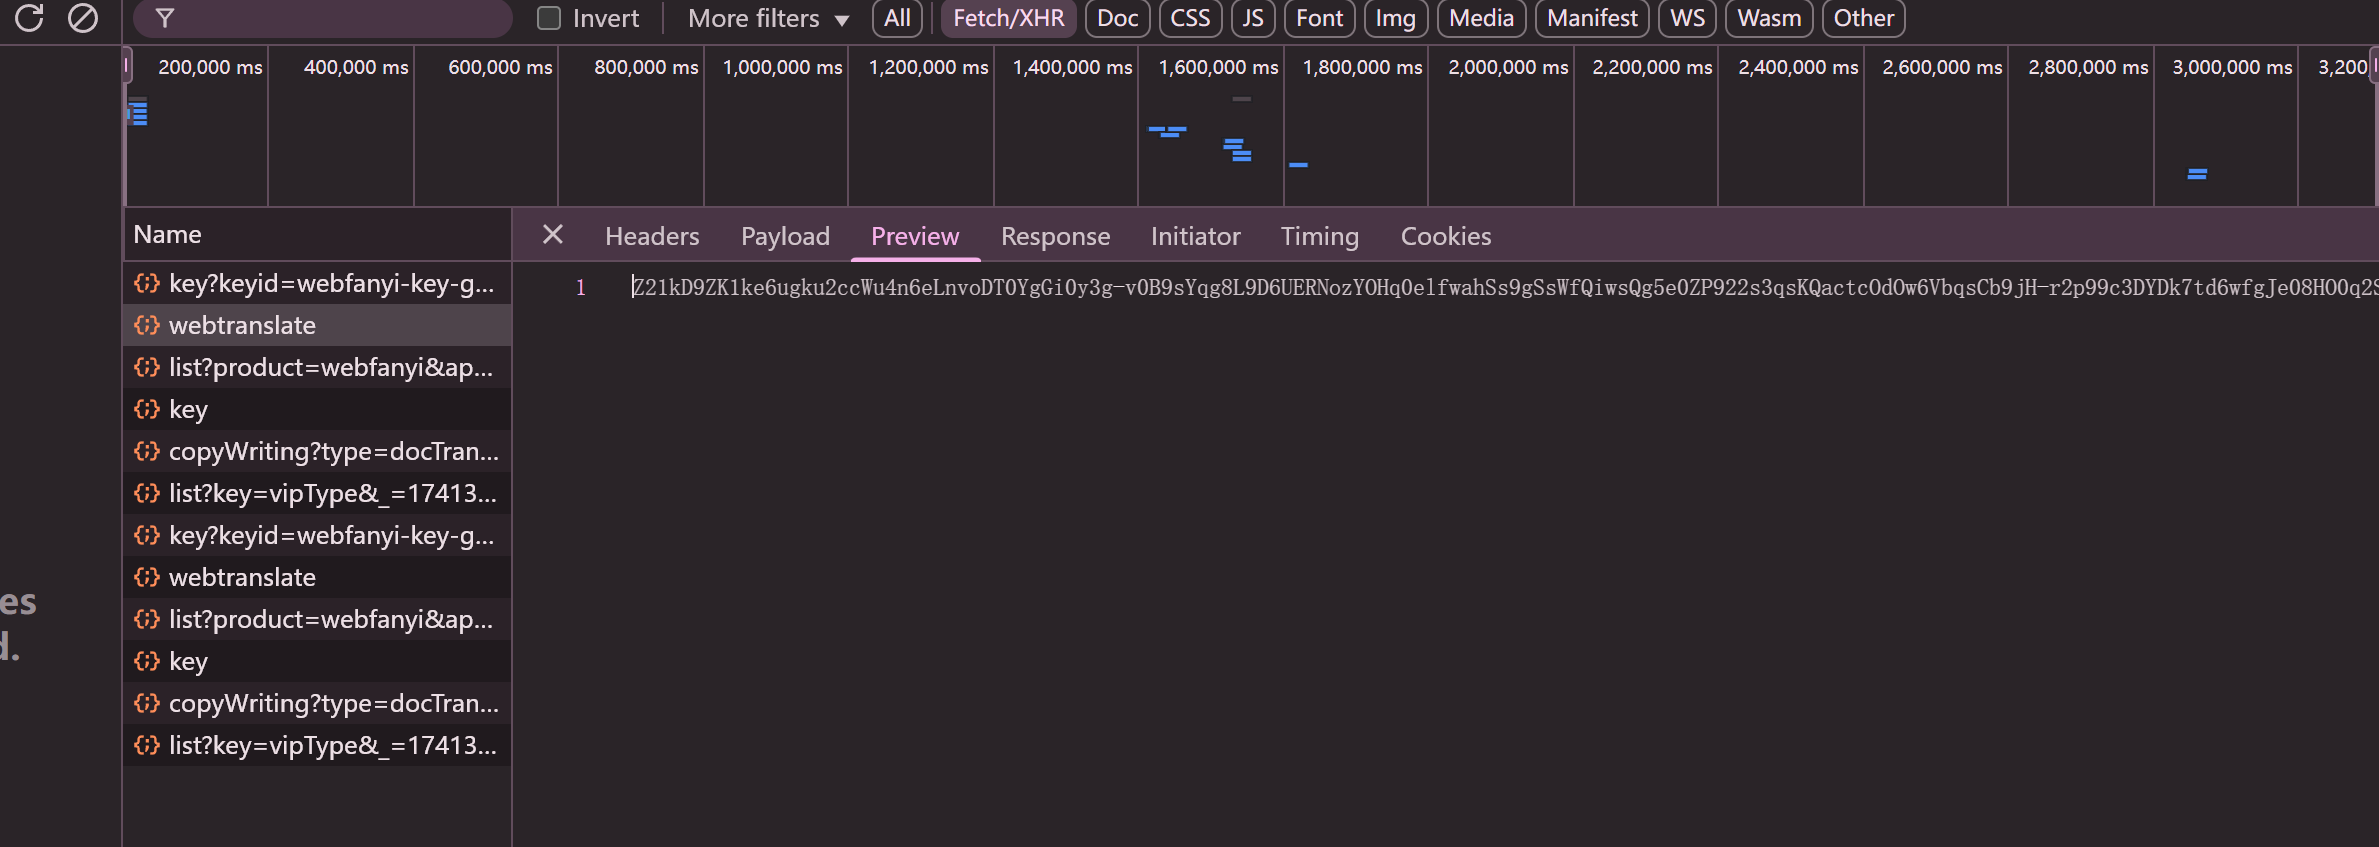 Invert More filters All Fetch/XHR Doc CSS JS Font Img Media Manifest WS Wasm Other
200,000 ms 400,000 ms 600,000 ms 800,000 ms 1,000,000 ms 1,200,000 ms 1,400,000 ms 1,600,000 ms 1,800,000 ms 2,000,000 ms 2,200,000 ms 2,400,000 ms 2,600,000 ms 2,800,000 ms 3,000,000 ms 3,200,
Name
Headers Payload Preview Response Initiator Timing Cookies
key?keyid=webfanyi-key-g...
webtranslate
list?product=webfanyi&ap...
key
copyWriting?type=docTran...
list?key=vipType&_=17413...
key?keyid=webfanyi-key-g...
webtranslate
list?product=webfanyi&ap...
key
copyWriting?type=docTran...
list?key=vipType&_=17413...
1 Z21kD9ZK1ke6ugku2ccWu4n6eLnvoDT0YgGi0y3g-v0B9sYqg8L9D6UERNozYOHq0elfwahSs9gSsWfQiwsQg5e0ZP922s3qsKQactcOdOw6VbqsCb9jH-r2p99c3DYDk7td6wfgJe08HO0q2S
es
d.